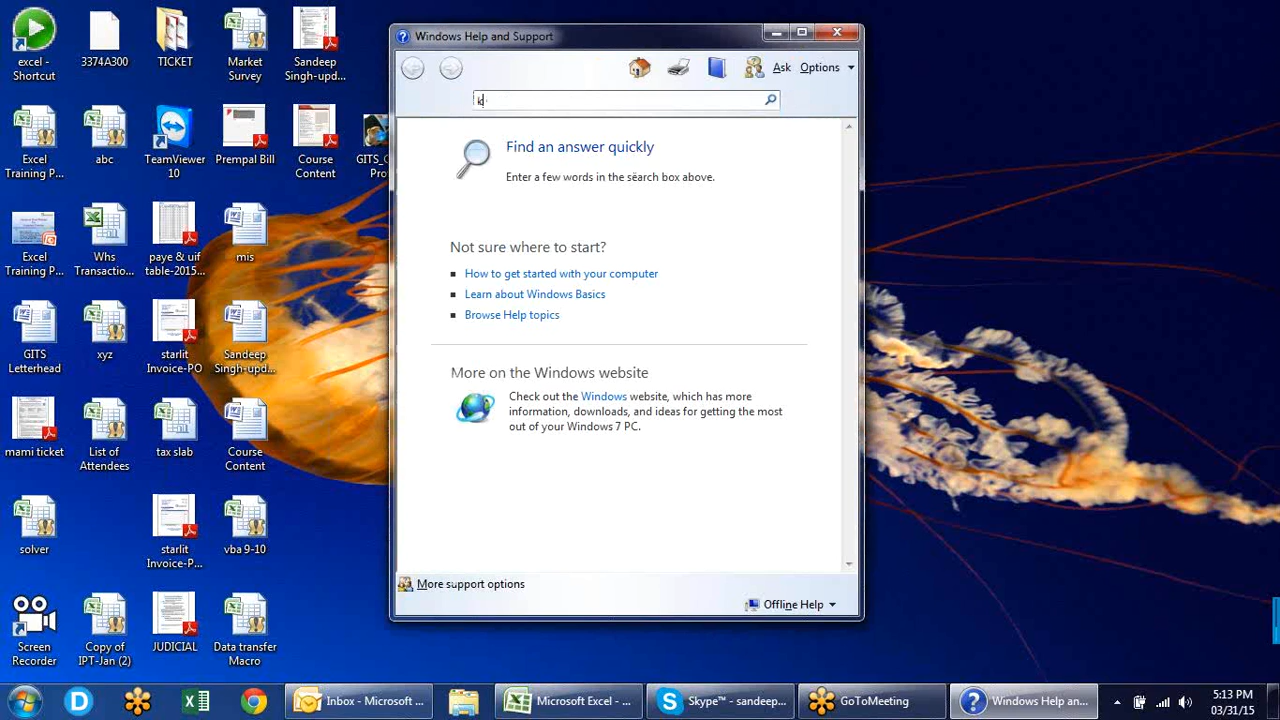 excel -
Shortcut
3374A300
TICKET
Market
Survey
Sandeep
Singh-upd...
Excel
Training P...
abc
TeamViewer
10
Prempal Bill
Course
Content
Excel
Training P...
Whs
Transactio...
paye & uif
table-2015...
mis
GITS
Letterhead
xyz
starlit
Invoice-PO
Sandeep
Singh-upd...
mami ticket
List of
Attendees
tax slab
Course
Content
solver
starlit
Invoice-P...
vba 9-10
Screen
Recorder
Copy of
IPT-Jan (2)
JUDICIAL
Data transfer
Macro
Windows Help and Support
Ask
Options
k
Find an answer quickly
Enter a few words in the search box above.
Not sure where to start?
How to get started with your computer
Learn about Windows Basics
Browse Help topics
More on the Windows website
Check out the Windows website, which has more
information, downloads, and ideas for getting the most
out of your Windows 7 PC.
More support options
Offline Help
Inbox - Microsoft ...
Microsoft Excel - ...
Skype™ - sandeep...
GoToMeeting
Windows Help an...
5:13 PM
03/31/15